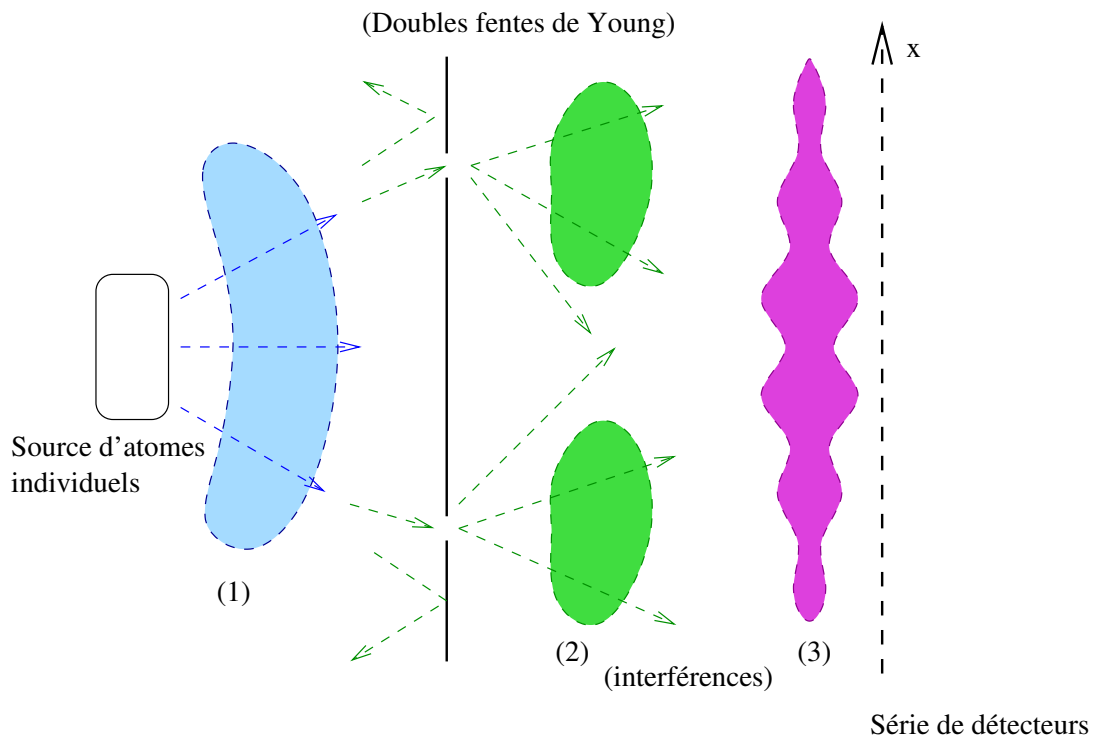 (Doubles fentes de Young)
x
Source d'atomes
individuels
(1)
(2)
(3)
(interférences)
Série de détecteurs